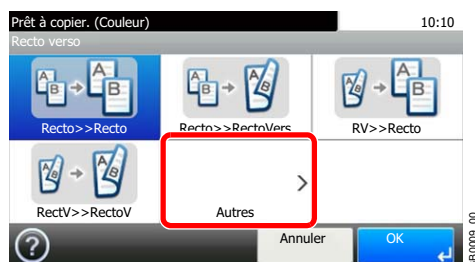 Prêt à copier. (Couleur) 10:10
Recto verso
A B A B
A B A B
A B A B
Recto>>Recto Recto>>RectoVers RV>>Recto
A B A B
RectV>>RectoV Autres
? Annuler OK